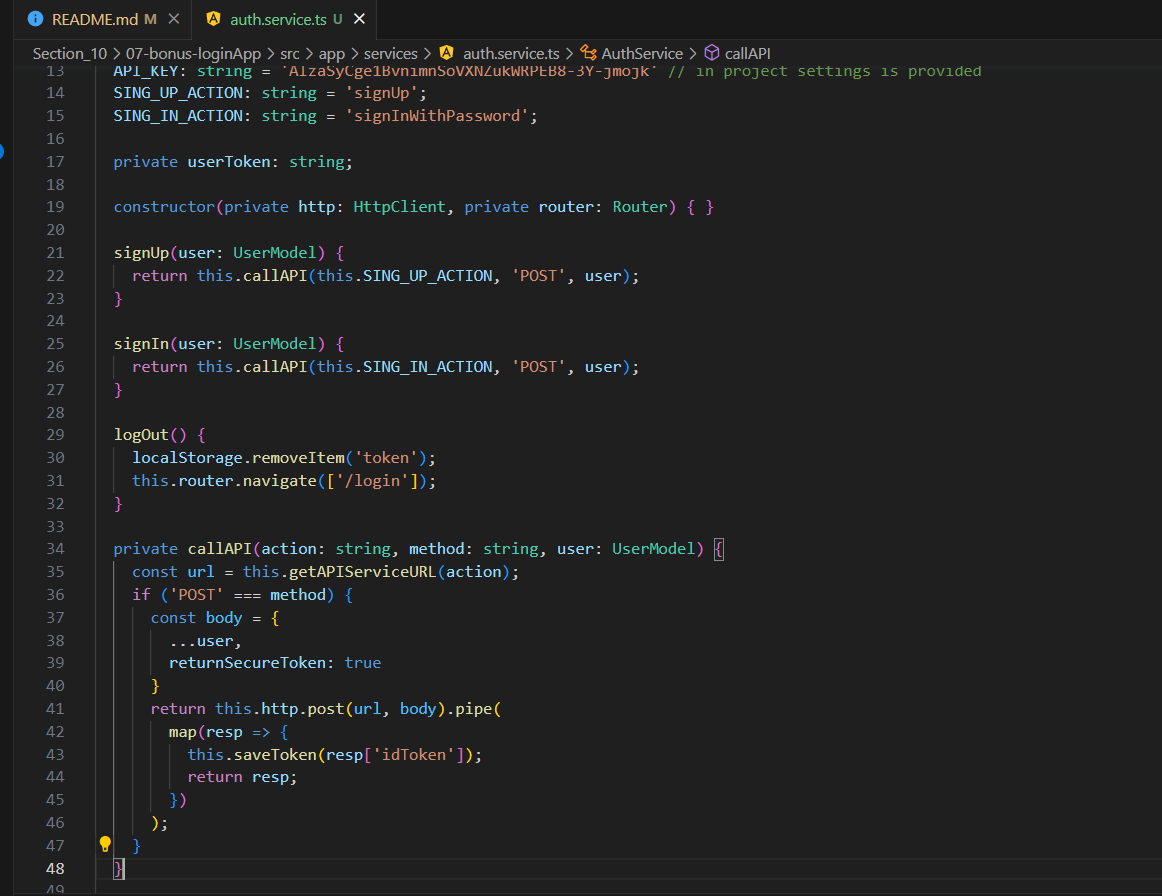 README.md M ×
auth.service.ts U ×
Section_10 > 07-bonus-loginApp > src > app > services > auth.service.ts > AuthService > callAPI
13 API_KEY: string = // in project settings is provided
14 SING_UP_ACTION: string = 'signUp';
15 SING_IN_ACTION: string = 'signInWithPassword';
16
17 private userToken: string;
18
19 constructor(private http: HttpClient, private router: Router) { }
20
21 signUp(user: UserModel) {
22 return this.callAPI(this.SING_UP_ACTION, 'POST', user);
23 }
24
25 signIn(user: UserModel) {
26 return this.callAPI(this.SING_IN_ACTION, 'POST', user);
27 }
28
29 logOut() {
30 localStorage.removeItem('token');
31 this.router.navigate(['/login']);
32 }
33
34 private callAPI(action: string, method: string, user: UserModel) {
35 const url = this.getAPIServiceURL(action);
36 if ('POST' === method) {
37 const body = {
38 ...user,
39 returnSecureToken: true
40 }
41 return this.http.post(url, body).pipe(
42 map(resp => {
43 this.saveToken(resp['idToken']);
44 return resp;
45 })
46 );
47 }
48 }
49